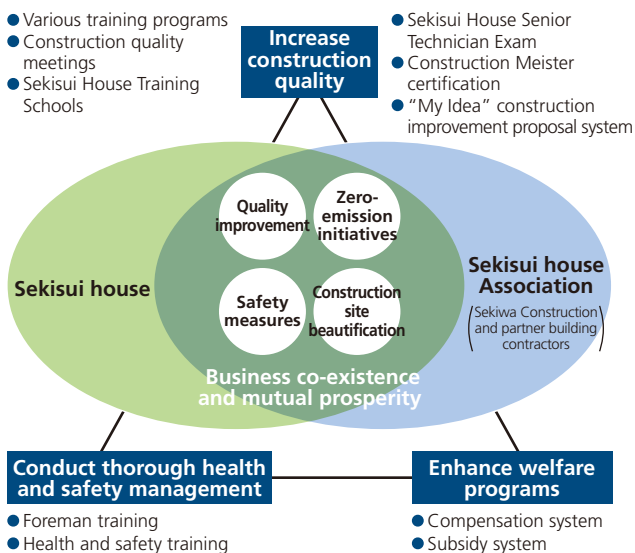 ● Various training programs
● Construction quality
meetings
● Sekisui House Training
Schools
Increase
construction
quality
● Sekisui House Senior
Technician Exam
● Construction Meister
certification
● “My Idea” construction
improvement proposal system
Quality
improvement
Zero-
emission
initiatives
Safety
measures
Construction
site
beautification
Sekisui house
Sekisui house
Association
(Sekiwa Construction
and partner building
contractors)
Business co-existence
and mutual prosperity
Conduct thorough health
and safety management
● Foreman training
● Health and safety training
Enhance welfare
programs
● Compensation system
● Subsidy system